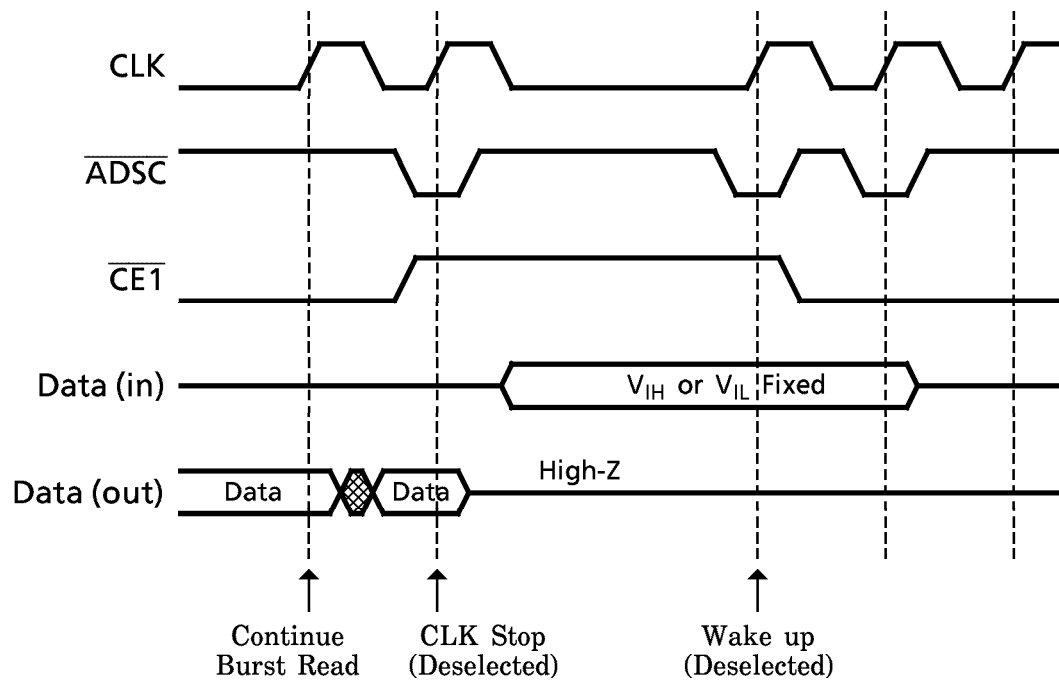 CLK
ADSC
CE1
Data (in)
VIH or VIL Fixed
Data (out)
Data
Data
High-Z
Continue
Burst Read
CLK Stop
(Deselected)
Wake up
(Deselected)